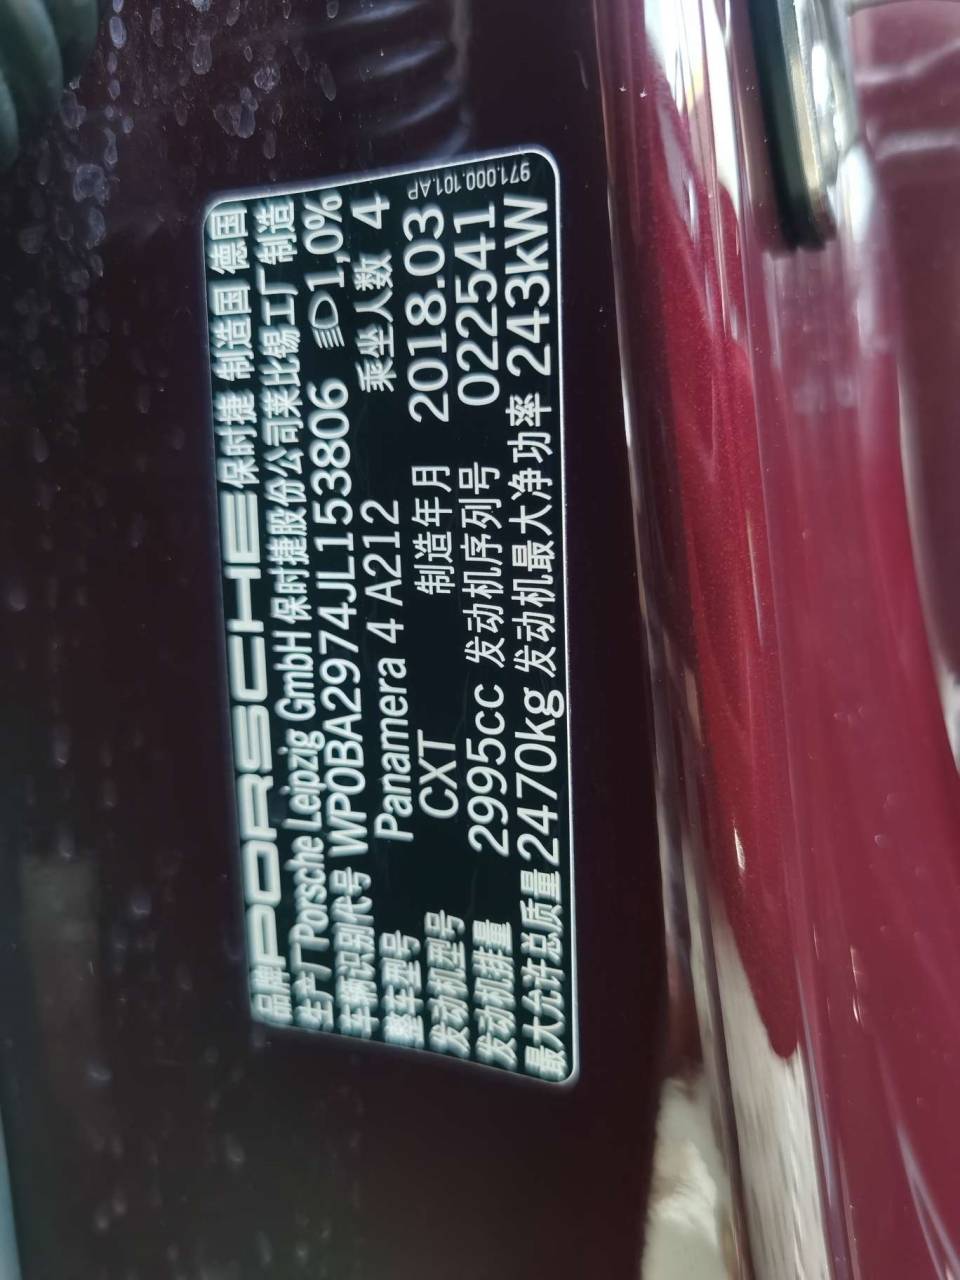 品牌 PORSCHE 保时捷 制造国 德国
生产厂 Porsche Leipzig GmbH 保时捷股份公司莱比锡工厂制造
车辆识别代号 WP0BA2974JL153806 1,0%
整车型号 Panamera 4 A212 乘坐人数 4
发动机型号 CXT 制造年月 2018.03
发动机排量 2995cc 发动机序列号 022541
最大允许总质量 2470kg 发动机最大净功率 243kW
971.000.101.AP